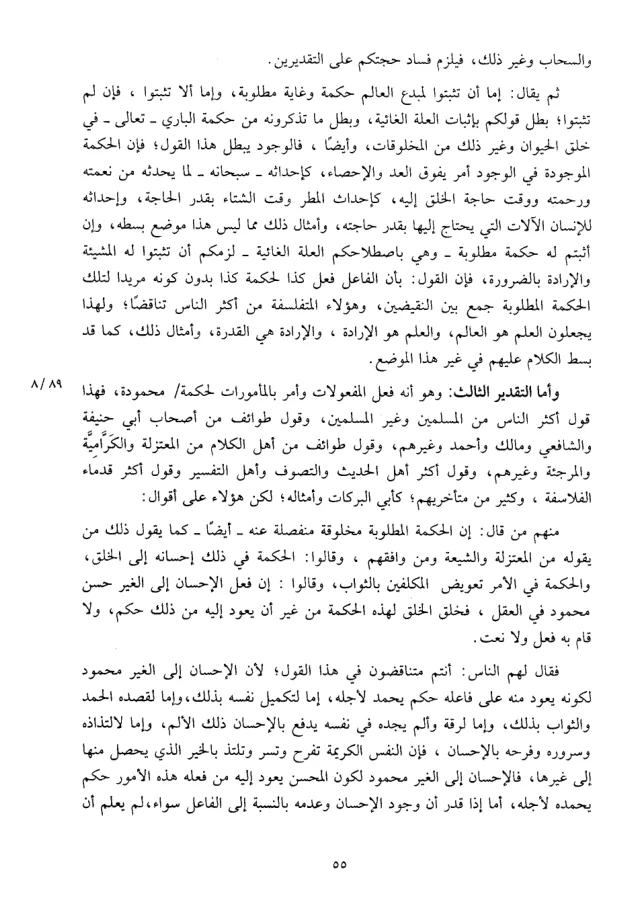 والسحاب وغير ذلك، فيلزم فساد حجتكم على التقديرين.
ثم يقال: إما أن تثبتوا لمبدع العالم حكمة وغاية مطلوبة، وإما ألا تثبتوا ، فإن لم
تثبتوا؛ بطل قولكم بإثبات العلة الغائية، وبطل ما تذكرونه من حكمة الباري ـ تعالى ـ في
خلق الحيوان وغير ذلك من المخلوقات، وأيضًا ، فالوجود يبطل هذا القول؛ فإن الحكمة
الموجودة في الوجود أمر يفوق العد والإحصاء، كإحداثه ـ سبحانه ـ لما يحدثه من نعمته
ورحمته ووقت حاجة الخلق إليه، كإحداث المطر وقت الشتاء بقدر الحاجة، وإحداثه
للإنسان الآلات التي يحتاج إليها بقدر حاجته، وأمثال ذلك مما ليس هذا موضع بسطه، وإن
أثبتم له حكمة مطلوبة ـ وهي باصطلاحكم العلة الغائية ـ لزمكم أن تثبتوا له المشيئة
والإرادة بالضرورة، فإن القول: بأن الفاعل فعل كذا لحكمة كذا بدون كونه مريدا لتلك
الحكمة المطلوبة جمع بين النقيضين، وهؤلاء المتفلسفة من أكثر الناس تناقضًا؛ ولهذا
يجعلون العلم هو العالم، والعلم هو الإرادة ، والإرادة هي القدرة، وأمثال ذلك، كما قد
بسط الكلام عليهم في غير هذا الموضع.
وأما التقدير الثالث: وهو أنه فعل المفعولات وأمر بالمأمورات لحكمة/ محمودة، فهذا ٨/٨٩
قول أكثر الناس من المسلمين وغير المسلمين، وقول طوائف من أصحاب أبي حنيفة
والشافعي ومالك وأحمد وغيرهم، وقول طوائف من أهل الكلام من المعتزلة والكَرَّاميَّة
والمرجئة وغيرهم، وقول أكثر أهل الحديث والتصوف وأهل التفسير وقول أكثر قدماء
الفلاسفة ، وكثير من متأخريهم؛ كأبي البركات وأمثاله؛ لكن هؤلاء على أقوال:
منهم من قال: إن الحكمة المطلوبة مخلوقة منفصلة عنه ـ أيضًا ـ كما يقول ذلك من
يقوله من المعتزلة والشيعة ومن وافقهم ، وقالوا: الحكمة في ذلك إحسانه إلى الخلق،
والحكمة في الأمر تعويض المكلفين بالثواب، وقالوا : إن فعل الإحسان إلى الغير حسن
محمود في العقل ، فخلق الخلق لهذه الحكمة من غير أن يعود إليه من ذلك حكم، ولا
قام به فعل ولا نعت.
فقال لهم الناس: أنتم متناقضون في هذا القول؛ لأن الإحسان إلى الغير محمود
لكونه يعود منه على فاعله حكم يحمد لأجله، إما لتكميل نفسه بذلك،وإما لقصده الحمد
والثواب بذلك، وإما لرقة وألم يجده في نفسه يدفع بالإحسان ذلك الألم، وإما لالتذاذه
وسروره وفرحه بالإحسان ، فإن النفس الكريمة تفرح وتسر وتلتذ بالخير الذي يحصل منها
إلى غيرها، فالإحسان إلى الغير محمود لكون المحسن يعود إليه من فعله هذه الأمور حكم
يحمده لأجله، أما إذا قدر أن وجود الإحسان وعدمه بالنسبة إلى الفاعل سواء،لم يعلم أن
٥٥